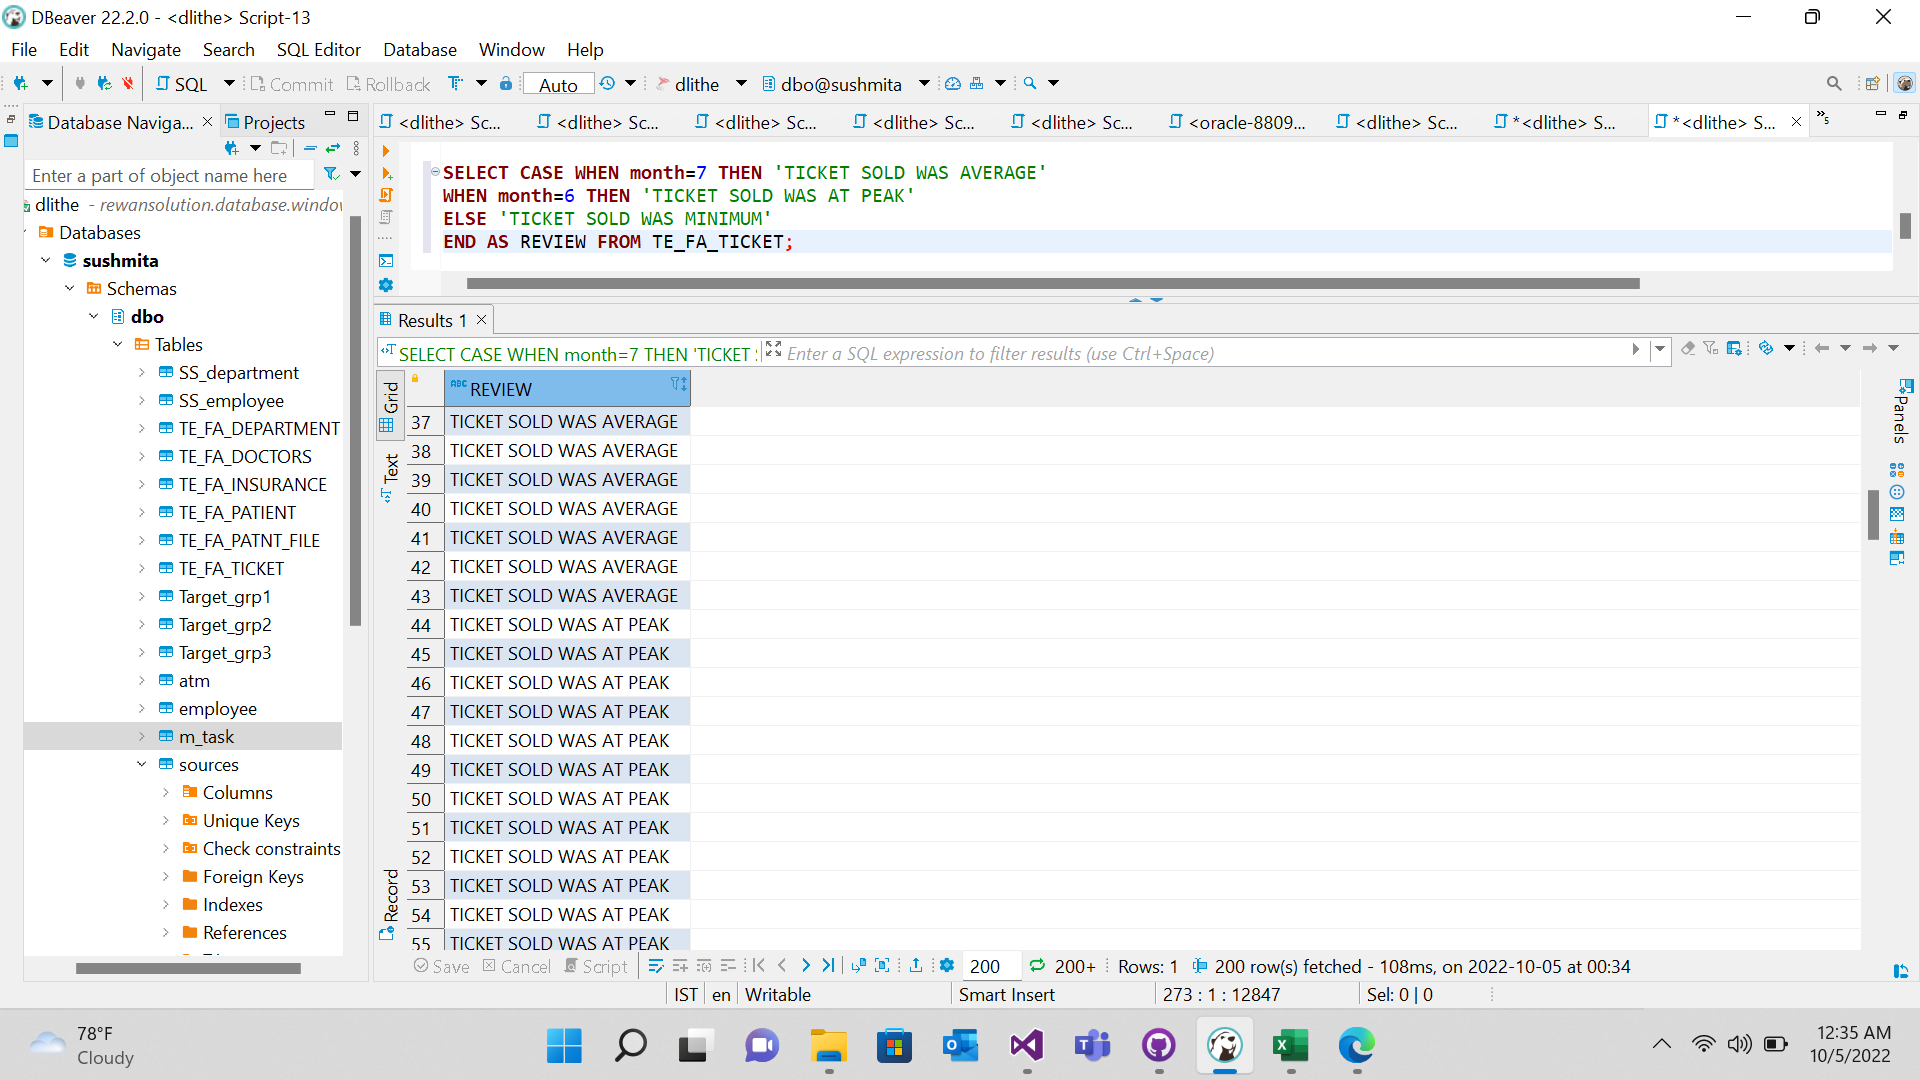 DBeaver 22.2.0 - <dlithe> Script-13
File Edit Navigate Search SQL Editor Database Window Help
SQL Commit Rollback Auto dlithe dbo@sushmita
Database Naviga... Projects
<dlithe> Sc... <dlithe> Sc... <dlithe> Sc... <dlithe> Sc... <dlithe> Sc... <oracle-8809... <dlithe> Sc... *<dlithe> S... *<dlithe> S... »5
Enter a part of object name here
dlithe - rewansolution.database.windov
Databases
sushmita
Schemas
dbo
Tables
SS_department
SS_employee
TE_FA_DEPARTMENT
TE_FA_DOCTORS
TE_FA_INSURANCE
TE_FA_PATIENT
TE_FA_PATNT_FILE
TE_FA_TICKET
Target_grp1
Target_grp2
Target_grp3
atm
employee
m_task
sources
Columns
Unique Keys
Check constraints
Foreign Keys
Indexes
References
SELECT CASE WHEN month=7 THEN 'TICKET SOLD WAS AVERAGE'
WHEN month=6 THEN 'TICKET SOLD WAS AT PEAK'
ELSE 'TICKET SOLD WAS MINIMUM'
END AS REVIEW FROM TE_FA_TICKET;
Results 1
SELECT CASE WHEN month=7 THEN 'TICKET Enter a SQL expression to filter results (use Ctrl+Space)
Grid
Text
Record
Panels
ABC REVIEW
37 TICKET SOLD WAS AVERAGE
38 TICKET SOLD WAS AVERAGE
39 TICKET SOLD WAS AVERAGE
40 TICKET SOLD WAS AVERAGE
41 TICKET SOLD WAS AVERAGE
42 TICKET SOLD WAS AVERAGE
43 TICKET SOLD WAS AVERAGE
44 TICKET SOLD WAS AT PEAK
45 TICKET SOLD WAS AT PEAK
46 TICKET SOLD WAS AT PEAK
47 TICKET SOLD WAS AT PEAK
48 TICKET SOLD WAS AT PEAK
49 TICKET SOLD WAS AT PEAK
50 TICKET SOLD WAS AT PEAK
51 TICKET SOLD WAS AT PEAK
52 TICKET SOLD WAS AT PEAK
53 TICKET SOLD WAS AT PEAK
54 TICKET SOLD WAS AT PEAK
55 TICKET SOLD WAS AT PEAK
Save Cancel Script 200 200+ Rows: 1 200 row(s) fetched - 108ms, on 2022-10-05 at 00:34
IST en Writable Smart Insert 273 : 1 : 12847 Sel: 0 | 0
78°F
Cloudy
12:35 AM
10/5/2022